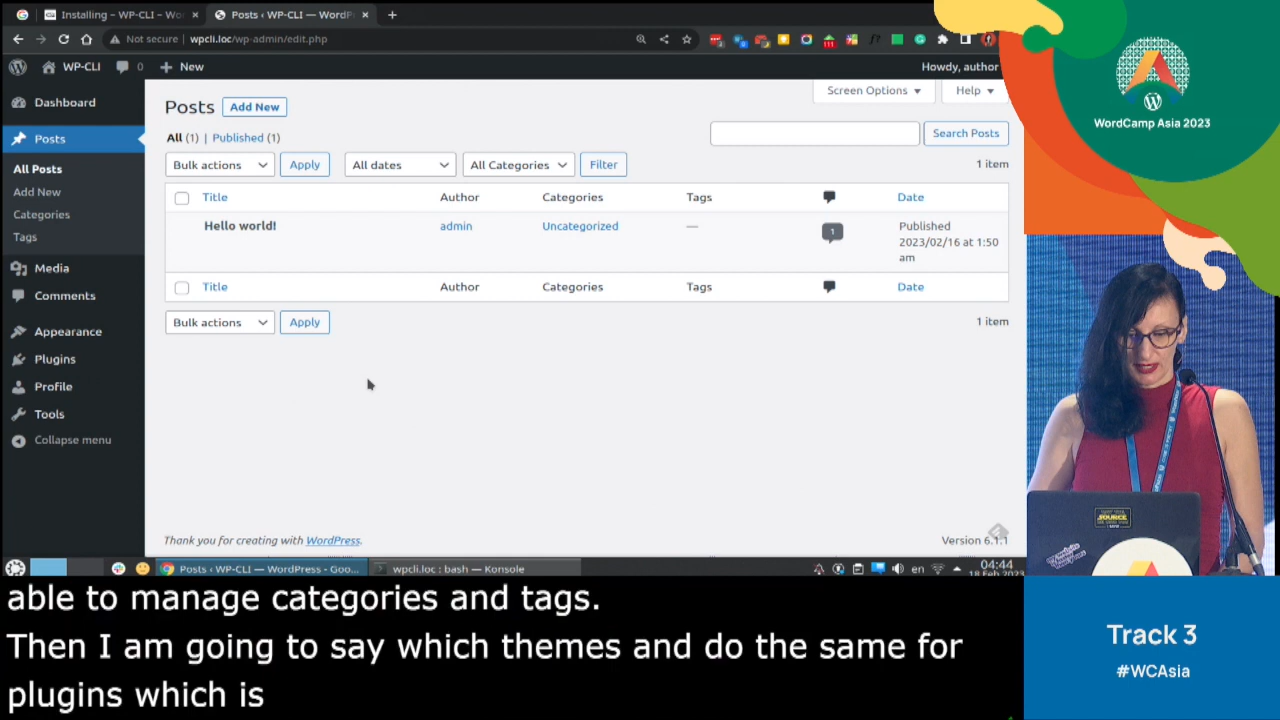 Installing – WP-CLI – Wo
Posts ‹ WP-CLI — WordPr
Not secure | wpcli.loc/wp-admin/edit.php
WP-CLI 0 New
Howdy, author
Dashboard
Posts
All Posts
Add New
Categories
Tags
Media
Comments
Appearance
Plugins
Profile
Tools
Collapse menu
Posts Add New
Screen Options Help
All (1) | Published (1)
Search Posts
Bulk actions Apply All dates All Categories Filter
1 item
Title Author Categories Tags Date
Hello world! admin Uncategorized — 1 Published
2023/02/16 at 1:50
am
Title Author Categories Tags Date
Bulk actions Apply
1 item
Thank you for creating with WordPress.
Version 6.1.1
Posts ‹ WP-CLI — WordPress - Goo...
wpcli.loc : bash — Konsole
en
04:44
18 Feb 2023
able to manage categories and tags.
Then I am going to say which themes and do the same for
plugins which is
WordCamp Asia 2023
SOURCE
Track 3
#WCAsia